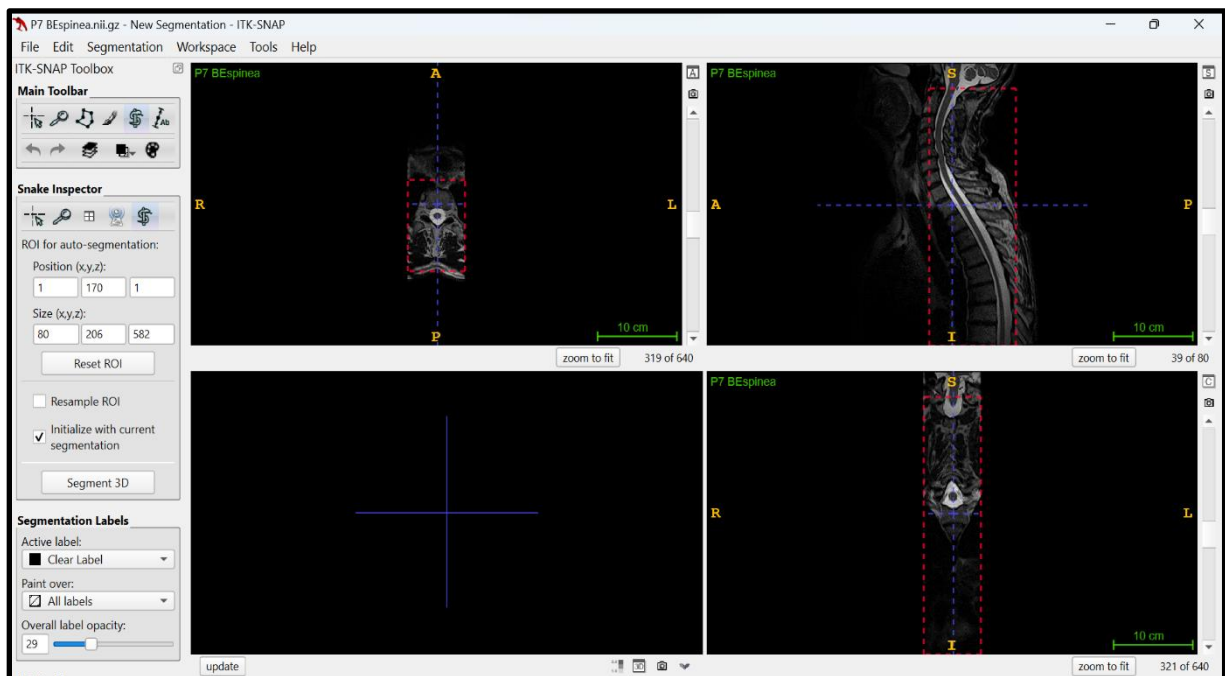 P7 BEspinea.nii.gz - New Segmentation - ITK-SNAP
File Edit Segmentation Workspace Tools Help
ITK-SNAP Toolbox
Main Toolbar
Ab
Snake Inspector
ROI for auto-segmentation:
Position (x,y,z):
1 170 1
Size (x,y,z):
80 206 582
Reset ROI
Resample ROI
Initialize with current
segmentation
Segment 3D
Segmentation Labels
Active label:
Clear Label
Paint over:
All labels
Overall label opacity:
29
P7 BEspinea
A
A
R
L
P
10 cm
zoom to fit 319 of 640
P7 BEspinea
S
S
A
P
I
10 cm
zoom to fit 39 of 80
update
3D
P7 BEspinea
S
C
R
L
I
10 cm
zoom to fit 321 of 640